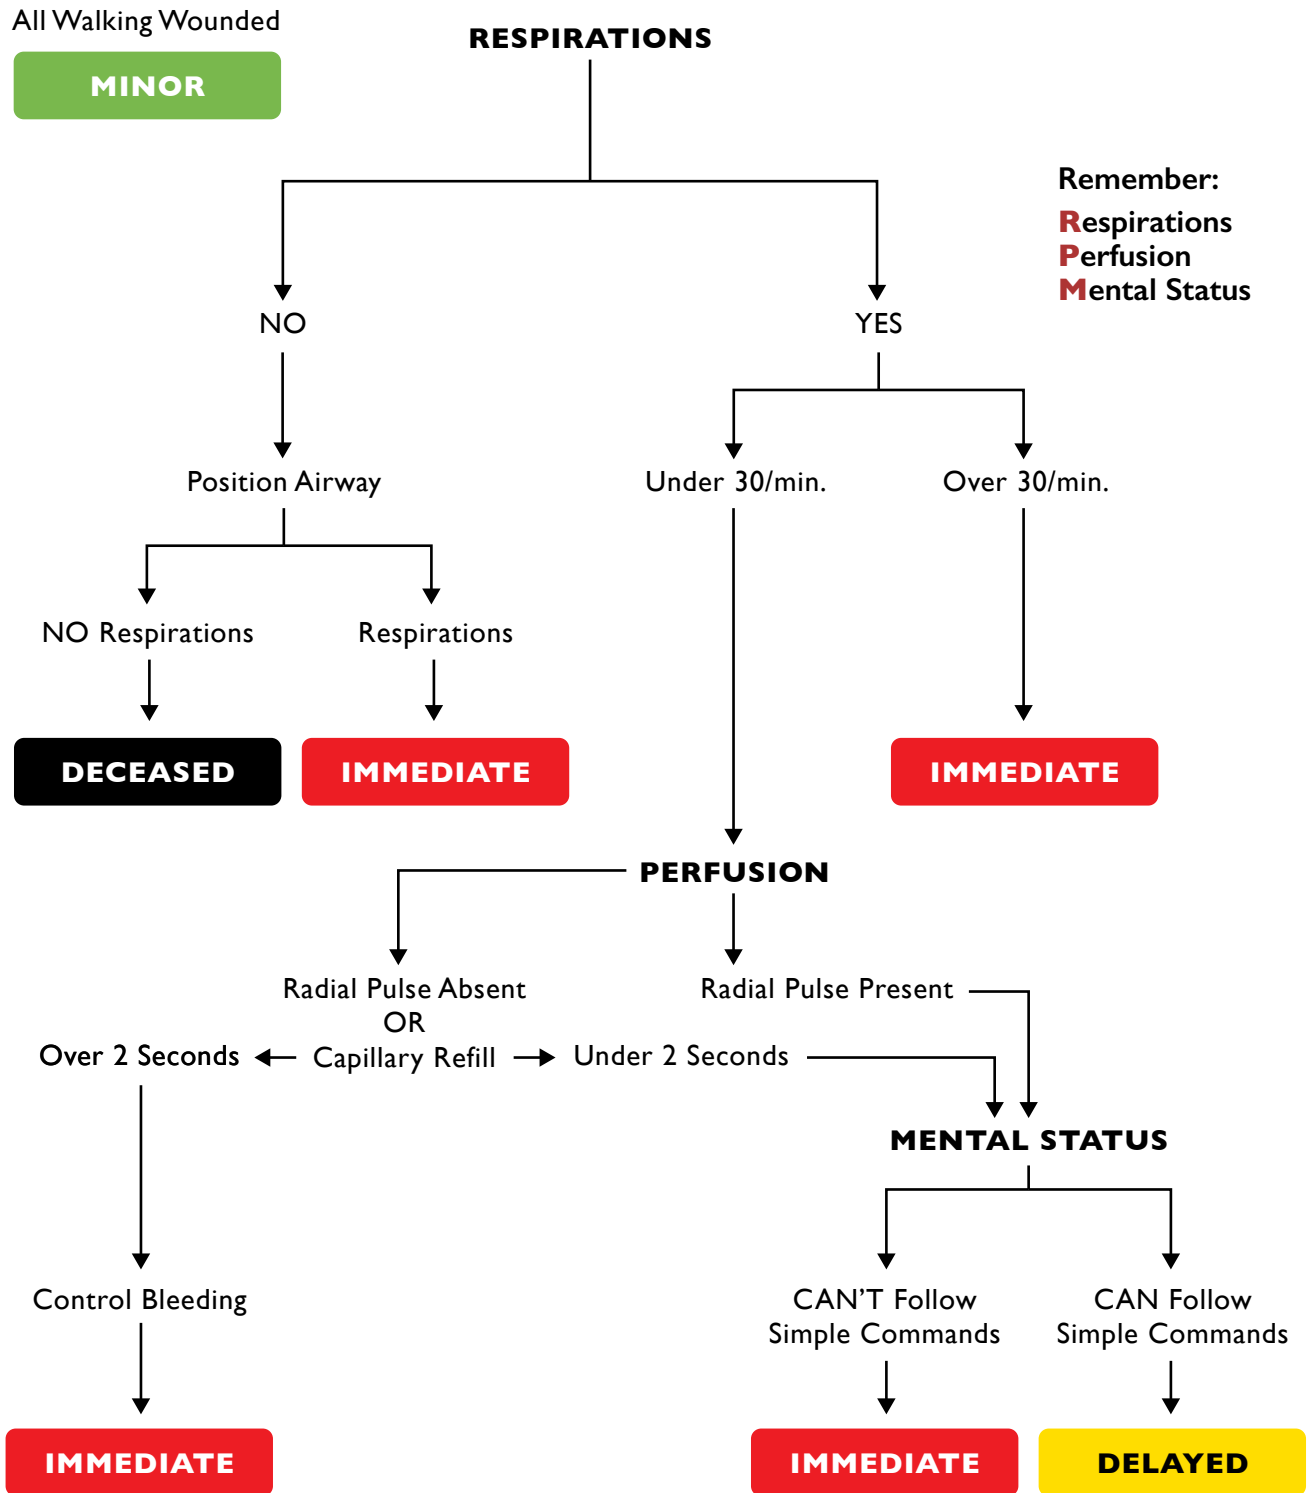 All Walking Wounded
MINOR
RESPIRATIONS
Remember:
Respirations
Perfusion
Mental Status
NO
YES
Position Airway
Under 30/min.
Over 30/min.
NO Respirations
Respirations
DECEASED
IMMEDIATE
IMMEDIATE
PERFUSION
Radial Pulse Absent
OR
Radial Pulse Present
Over 2 Seconds
Capillary Refill
Under 2 Seconds
MENTAL STATUS
Control Bleeding
CAN'T Follow
Simple Commands
CAN Follow
Simple Commands
IMMEDIATE
IMMEDIATE
DELAYED